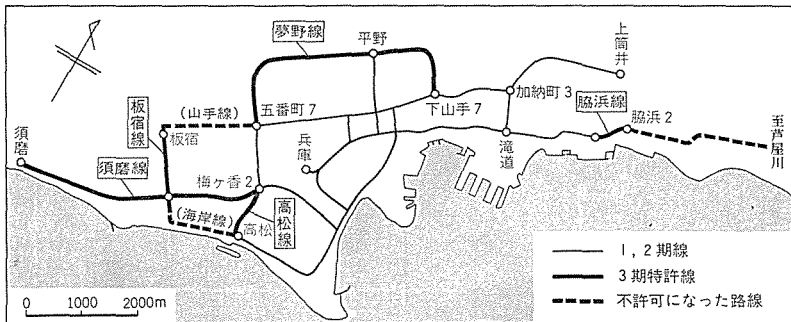 夢野線
平野
上筒井
(山手線)
五番町7
下山手7
加納町3
脇浜線
脇浜2
至芦屋川
板宿線
板宿
須磨
須磨線
兵庫
滝道
梅ヶ香2
(海岸線)
高松線
高松
1, 2期線
3期特許線
不許可になった路線
0 1000 2000m